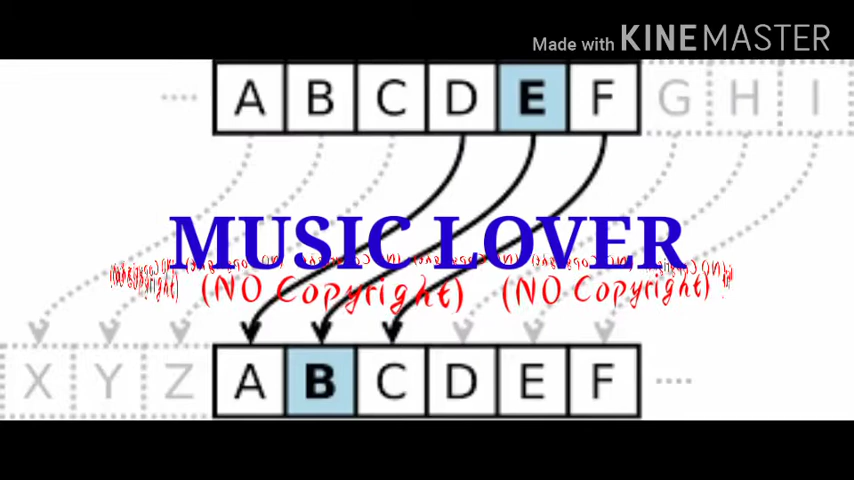 Made with KINEMASTER
A B C D E F G H I
MUSIC LOVER
(NO Copyright) (NO Copyright)
X Y Z A B C D E F